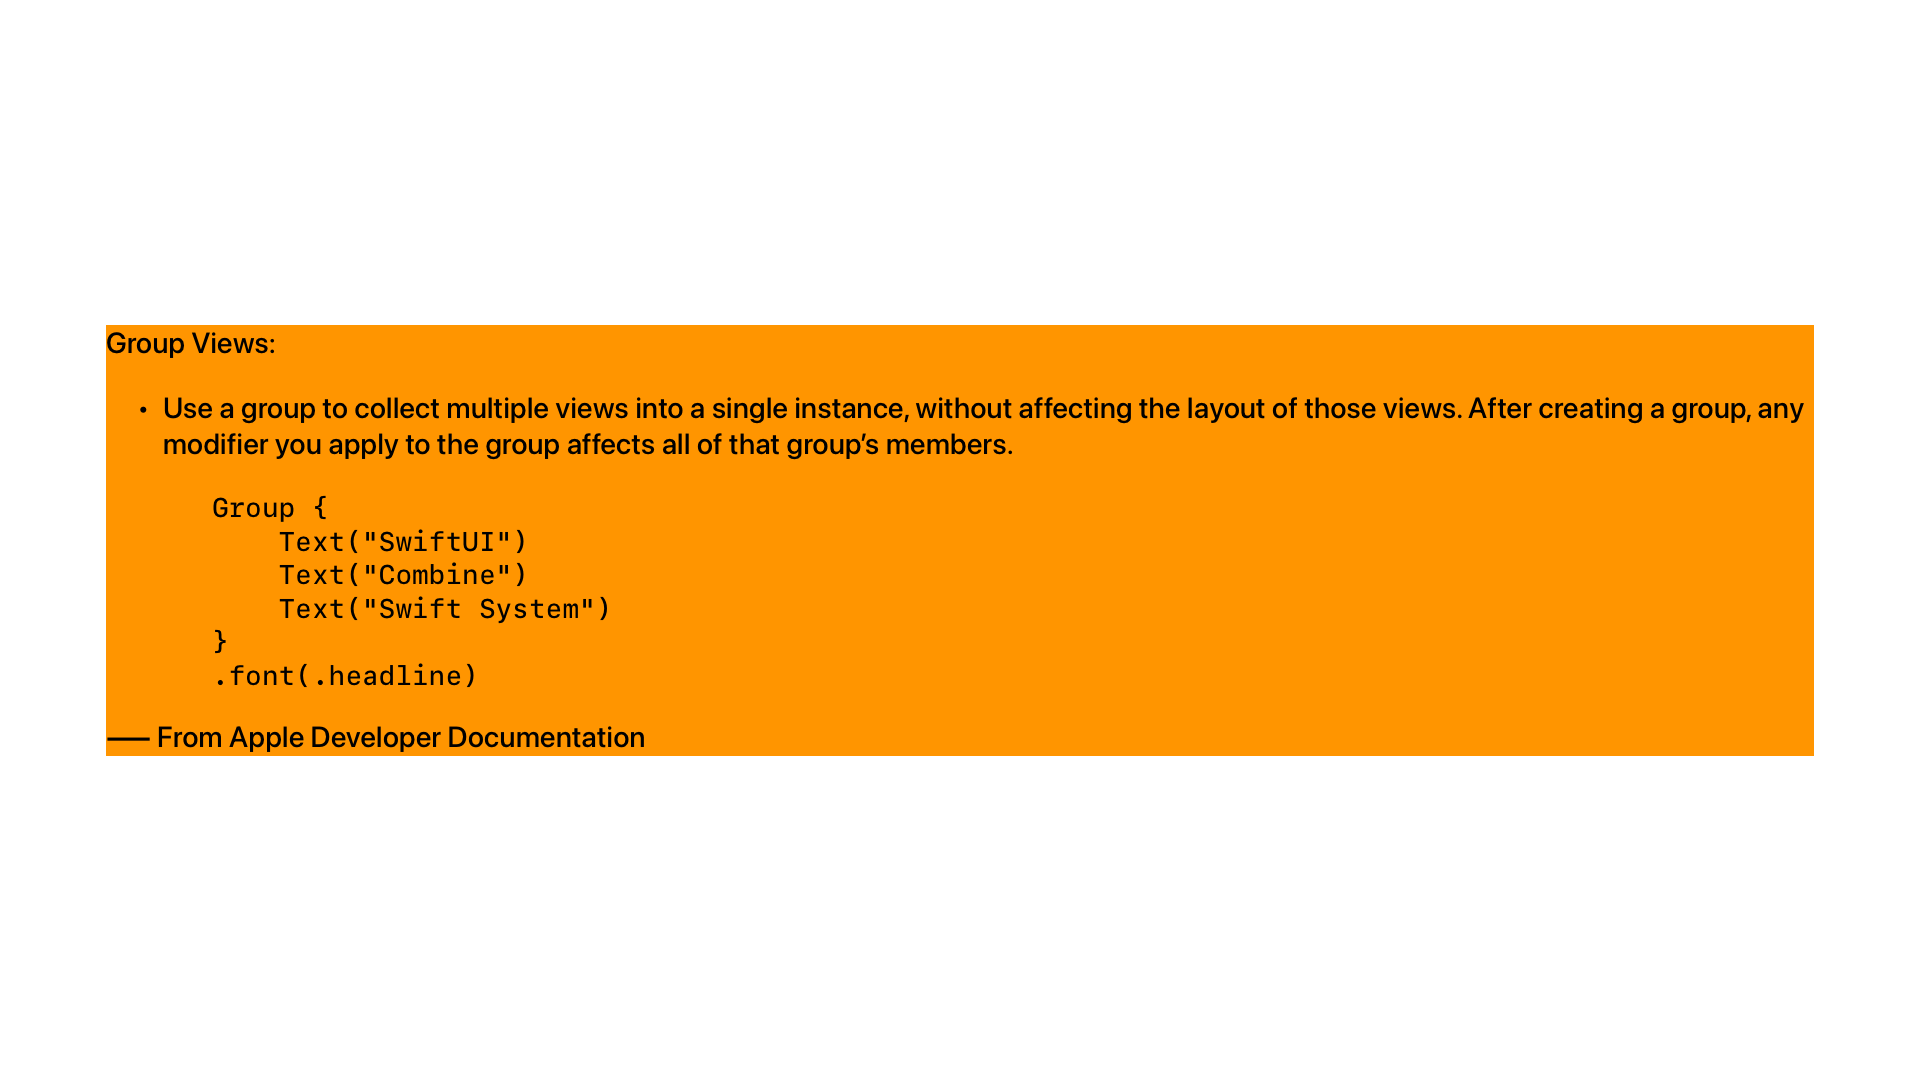 Group Views:
• Use a group to collect multiple views into a single instance, without affecting the layout of those views. After creating a group, any
modifier you apply to the group affects all of that group’s members.
Group {
    Text("SwiftUI")
    Text("Combine")
    Text("Swift System")
}
.font(.headline)
—– From Apple Developer Documentation